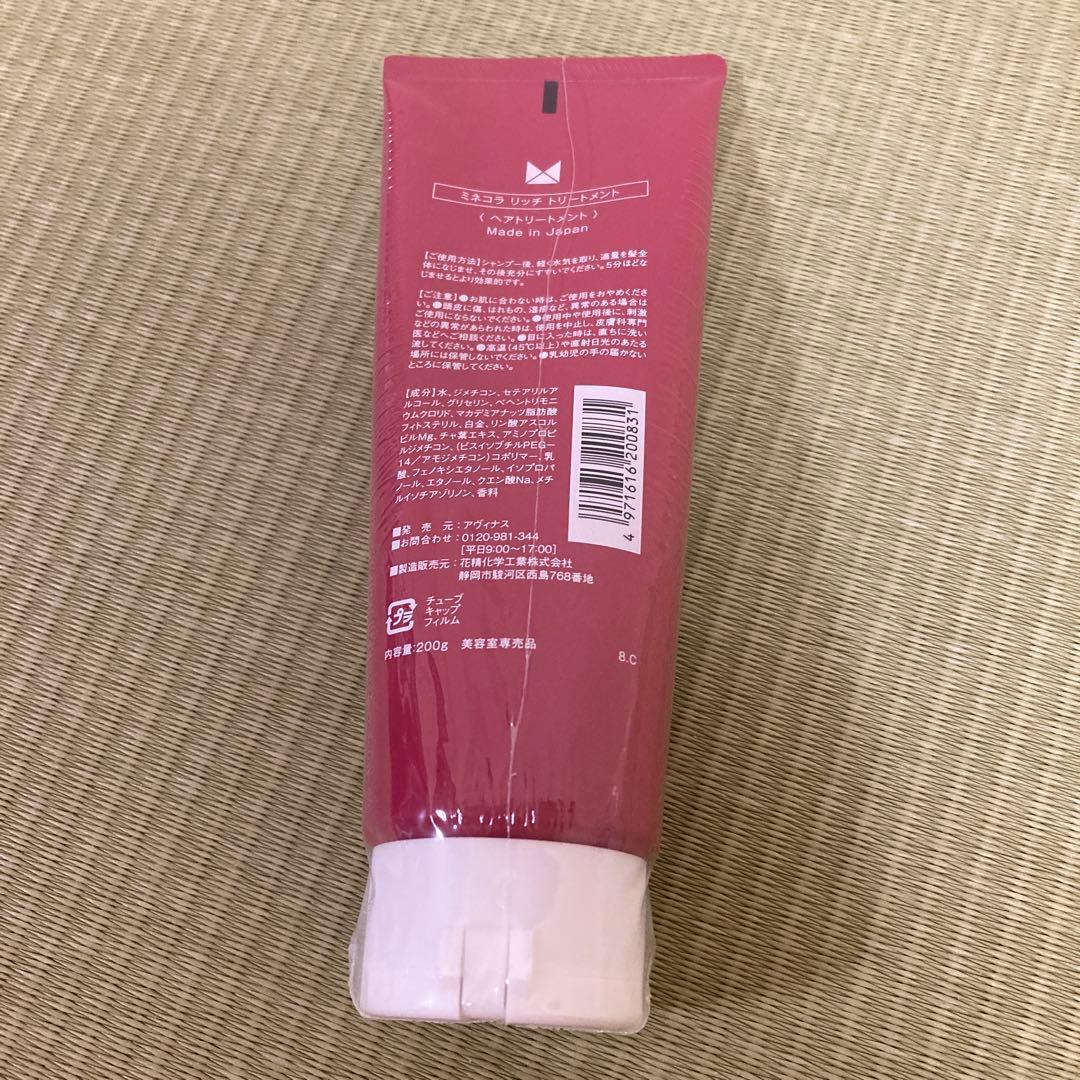 ミネコラ リッチ トリートメント
〈 ヘアトリートメント 〉
Made in Japan
【ご使用方法】シャンプー後、軽く水気を取り、適量を髪全
体になじませ、その後充分にすすいでください。5分ほどな
じませるとより効果的です。
【ご注意】●お肌に合わない時は、ご使用をおやめくださ
い。●頭皮に傷、はれもの、湿疹など、異常のある場合は
ご使用にならないでください。●使用中や使用後に、刺激
などの異常があらわれた時は、使用を中止し、皮膚科専門
医などへご相談ください。●目に入った時は、直ちに洗い
流してください。●高温(45℃以上)や直射日光のあたる
場所には保管しないでください。●乳幼児の手の届かない
ところに保管してください。
【成分】水、ジメチコン、セテアリルア
ルコール、グリセリン、ベヘントリモニ
ウムクロリド、マカデミアナッツ脂肪酸
フィトステリル、白金、リン酸アスコル
ビルMg、チャ葉エキス、アミノプロピ
ルジメチコン、(ビスイソブチルPEG-
14/アモジメチコン)コポリマー、乳
酸、フェノキシエタノール、イソプロパ
ノール、エタノール、クエン酸Na、メチ
ルイソチアゾリノン、香料
4 971616 200831
■発 売 元：アヴィナス
■お問合わせ：0120-981-344
[平日9:00〜17:00]
■製造販売元：花精化学工業株式会社
静岡市駿河区西島768番地
プラ
チューブ
キャップ
フィルム
内容量:200g 美容室専売品
8.C